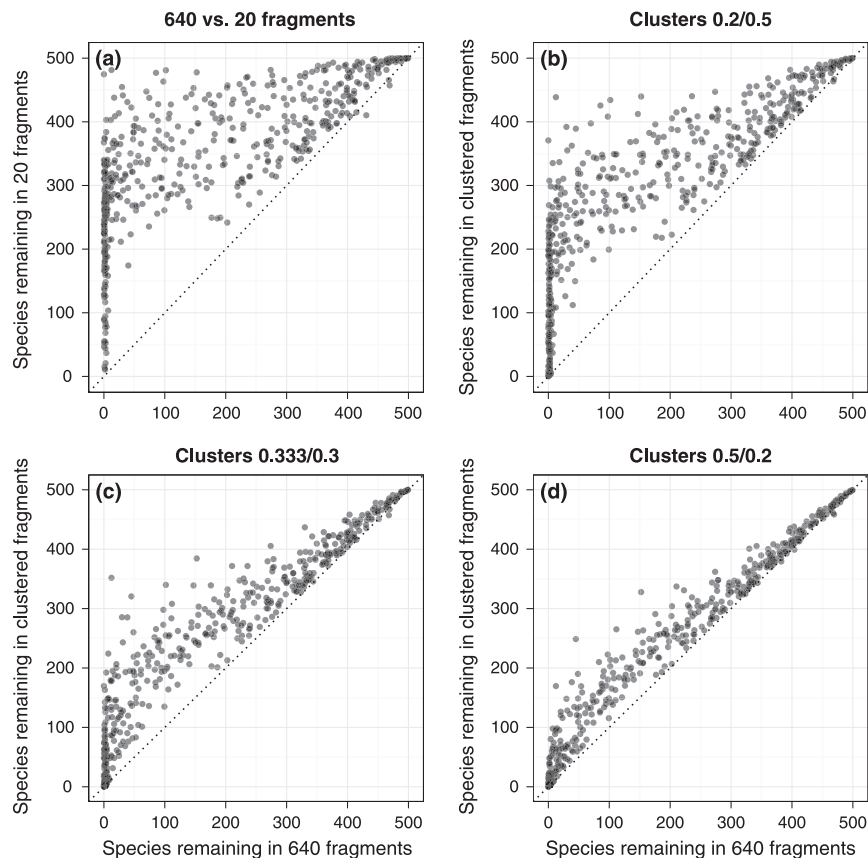 640 vs. 20 fragments
Clusters 0.2/0.5
(a)
(b)
Species remaining in 20 fragments
Species remaining in clustered fragments
500
400
300
200
100
0
0 100 200 300 400 500
500
400
300
200
100
0
0 100 200 300 400 500
Clusters 0.333/0.3
Clusters 0.5/0.2
(c)
(d)
Species remaining in clustered fragments
Species remaining in clustered fragments
500
400
300
200
100
0
0 100 200 300 400 500
500
400
300
200
100
0
0 100 200 300 400 500
Species remaining in 640 fragments
Species remaining in 640 fragments